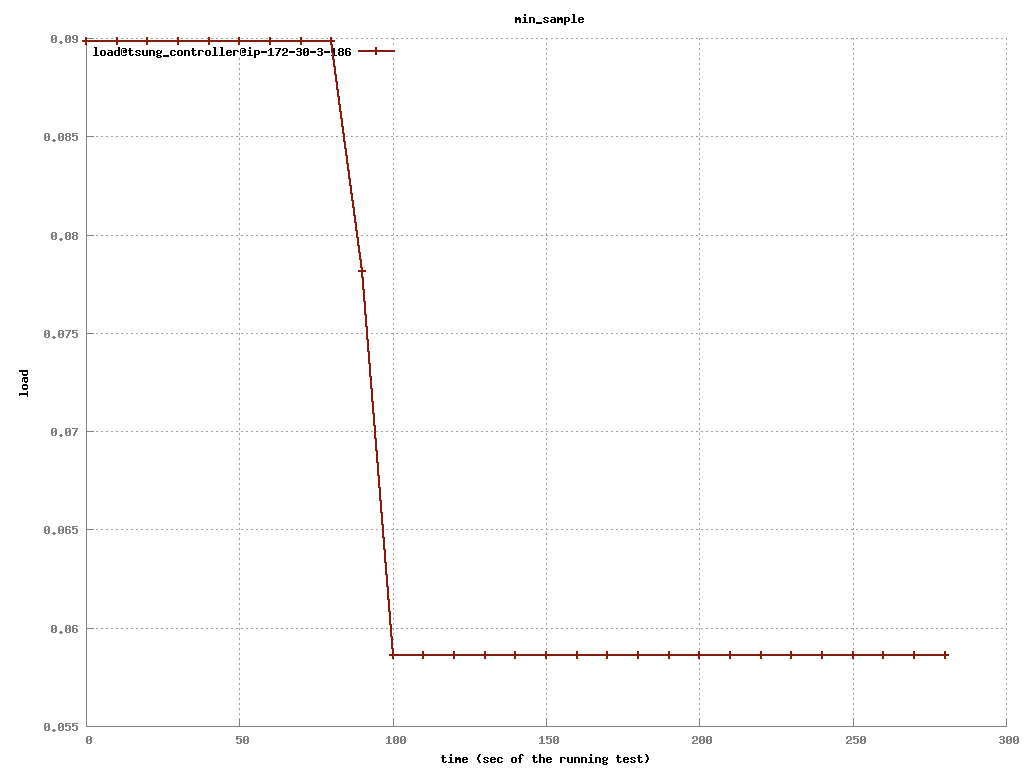 min_sample
0.09
load@tsung_controller@ip-172-30-3-186
0.085
0.08
0.075
load
0.07
0.065
0.06
0.055
0 50 100 150 200 250 300
time (sec of the running test)